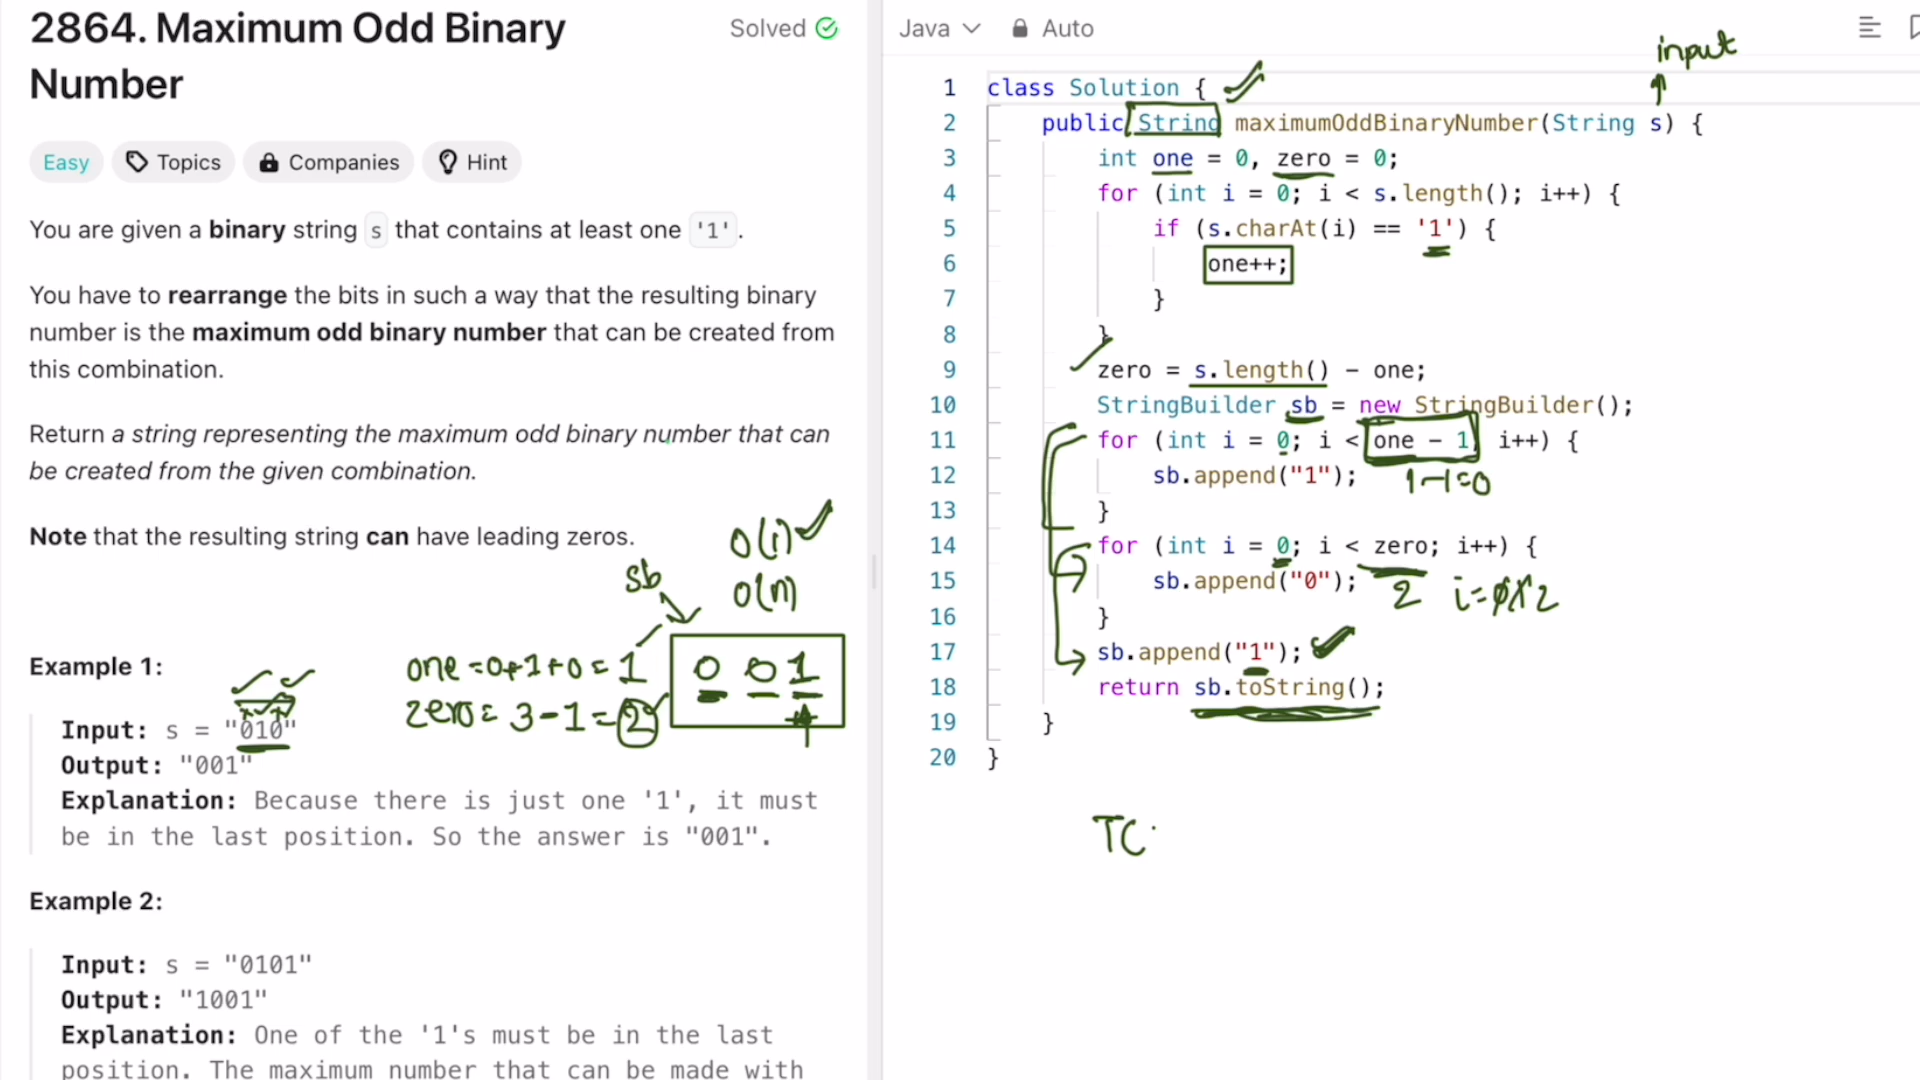 2864. Maximum Odd Binary
Number
Solved
Easy
Topics
Companies
Hint
You are given a binary string s that contains at least one '1'.
You have to rearrange the bits in such a way that the resulting binary
number is the maximum odd binary number that can be created from
this combination.
Return a string representing the maximum odd binary number that can
be created from the given combination.
Note that the resulting string can have leading zeros.
O(1)
O(n)
sb
one = 0+1+0 = 1
zero = 3-1 = 2
0 0 1
Example 1:
Input: s = "010"
Output: "001"
Explanation: Because there is just one '1', it must
be in the last position. So the answer is "001".
Example 2:
Input: s = "0101"
Output: "1001"
Explanation: One of the '1's must be in the last
position. The maximum number that can be made with
Java
Auto
input
1 class Solution {
2 public String maximumOddBinaryNumber(String s) {
3 int one = 0, zero = 0;
4 for (int i = 0; i < s.length(); i++) {
5 if (s.charAt(i) == '1') {
6 one++;
7 }
8 }
9 zero = s.length() - one;
10 StringBuilder sb = new StringBuilder();
11 for (int i = 0; i < one - 1; i++) {
12 sb.append("1");
1-1=0
13 }
14 for (int i = 0; i < zero; i++) {
15 sb.append("0");
2 i=0 1 2
16 }
17 sb.append("1");
18 return sb.toString();
19 }
20 }
TC